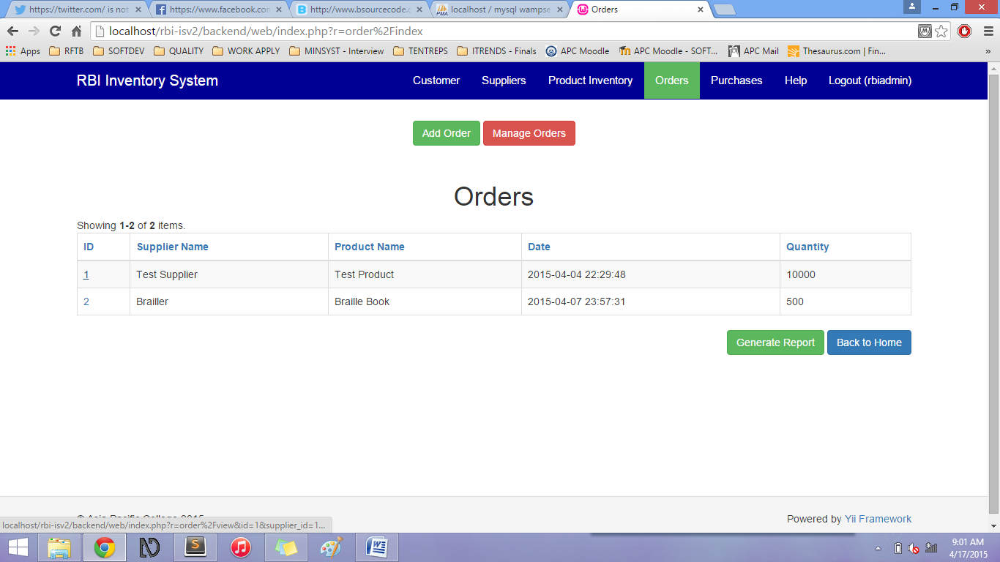 https://twitter.com/ is not
https://www.facebook.con
http://www.bsourcecode.c
localhost / mysql wampse
Orders
localhost/rbi-isv2/backend/web/index.php?r=order%2Findex
Apps RFTB SOFTDEV QUALITY WORK APPLY MINSYST - Interview TENTREPS ITRENDS - Finals APC Moodle APC Moodle - SOFT... APC Mail Thesaurus.com | Fin... »
RBI Inventory System Customer Suppliers Product Inventory Orders Purchases Help Logout (rbiadmin)
Add Order Manage Orders
Orders
Showing 1-2 of 2 items.
ID Supplier Name Product Name Date Quantity
1 Test Supplier Test Product 2015-04-04 22:29:48 10000
2 Brailler Braille Book 2015-04-07 23:57:31 500
Generate Report Back to Home
© Asia Pacific College 2015
Powered by Yii Framework
localhost/rbi-isv2/backend/web/index.php?r=order%2Fview&id=1&supplier_id=1...
9:01 AM
4/17/2015